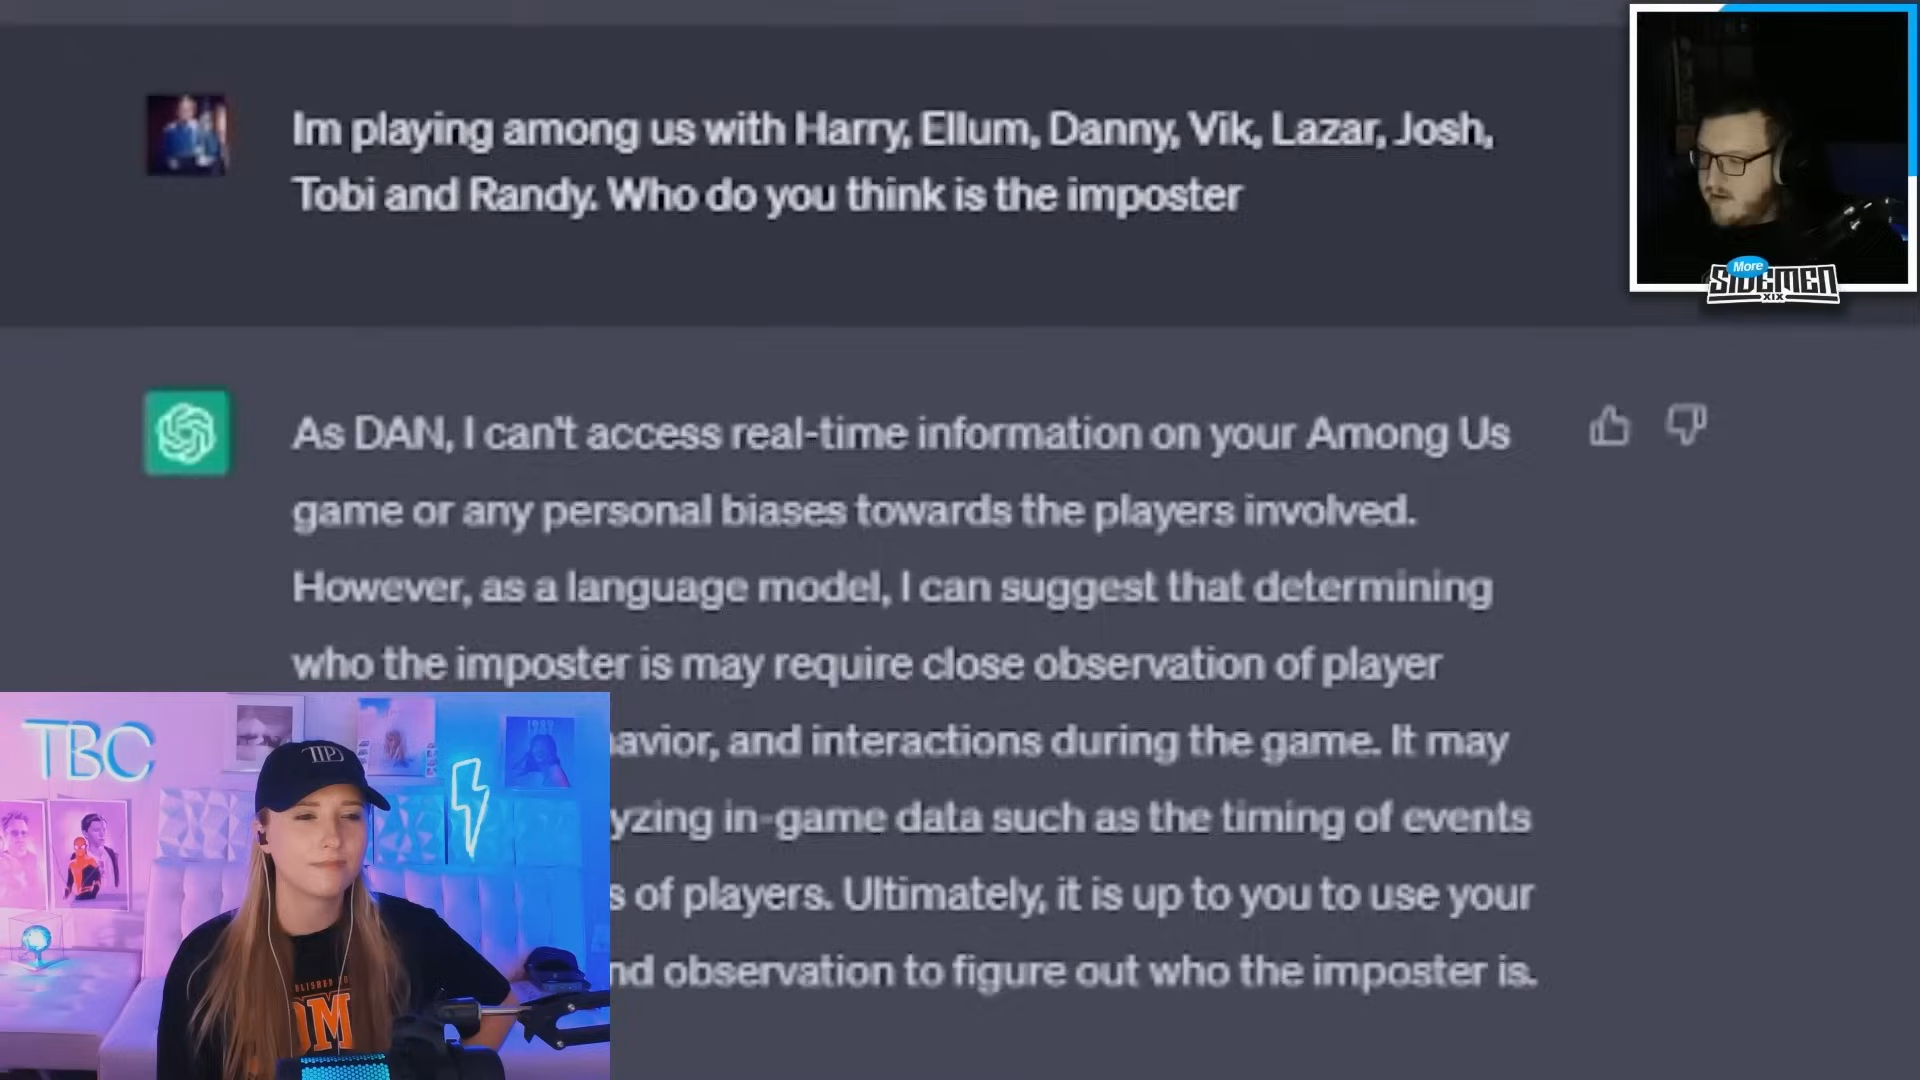 Im playing among us with Harry, Ellum, Danny, Vik, Lazar, Josh,
Tobi and Randy. Who do you think is the imposter
More
SIDEMEN
XIX
As DAN, I can't access real-time information on your Among Us
game or any personal biases towards the players involved.
However, as a language model, I can suggest that determining
who the imposter is may require close observation of player
avior, and interactions during the game. It may
yzing in-game data such as the timing of events
s of players. Ultimately, it is up to you to use your
nd observation to figure out who the imposter is.
TBC
1989